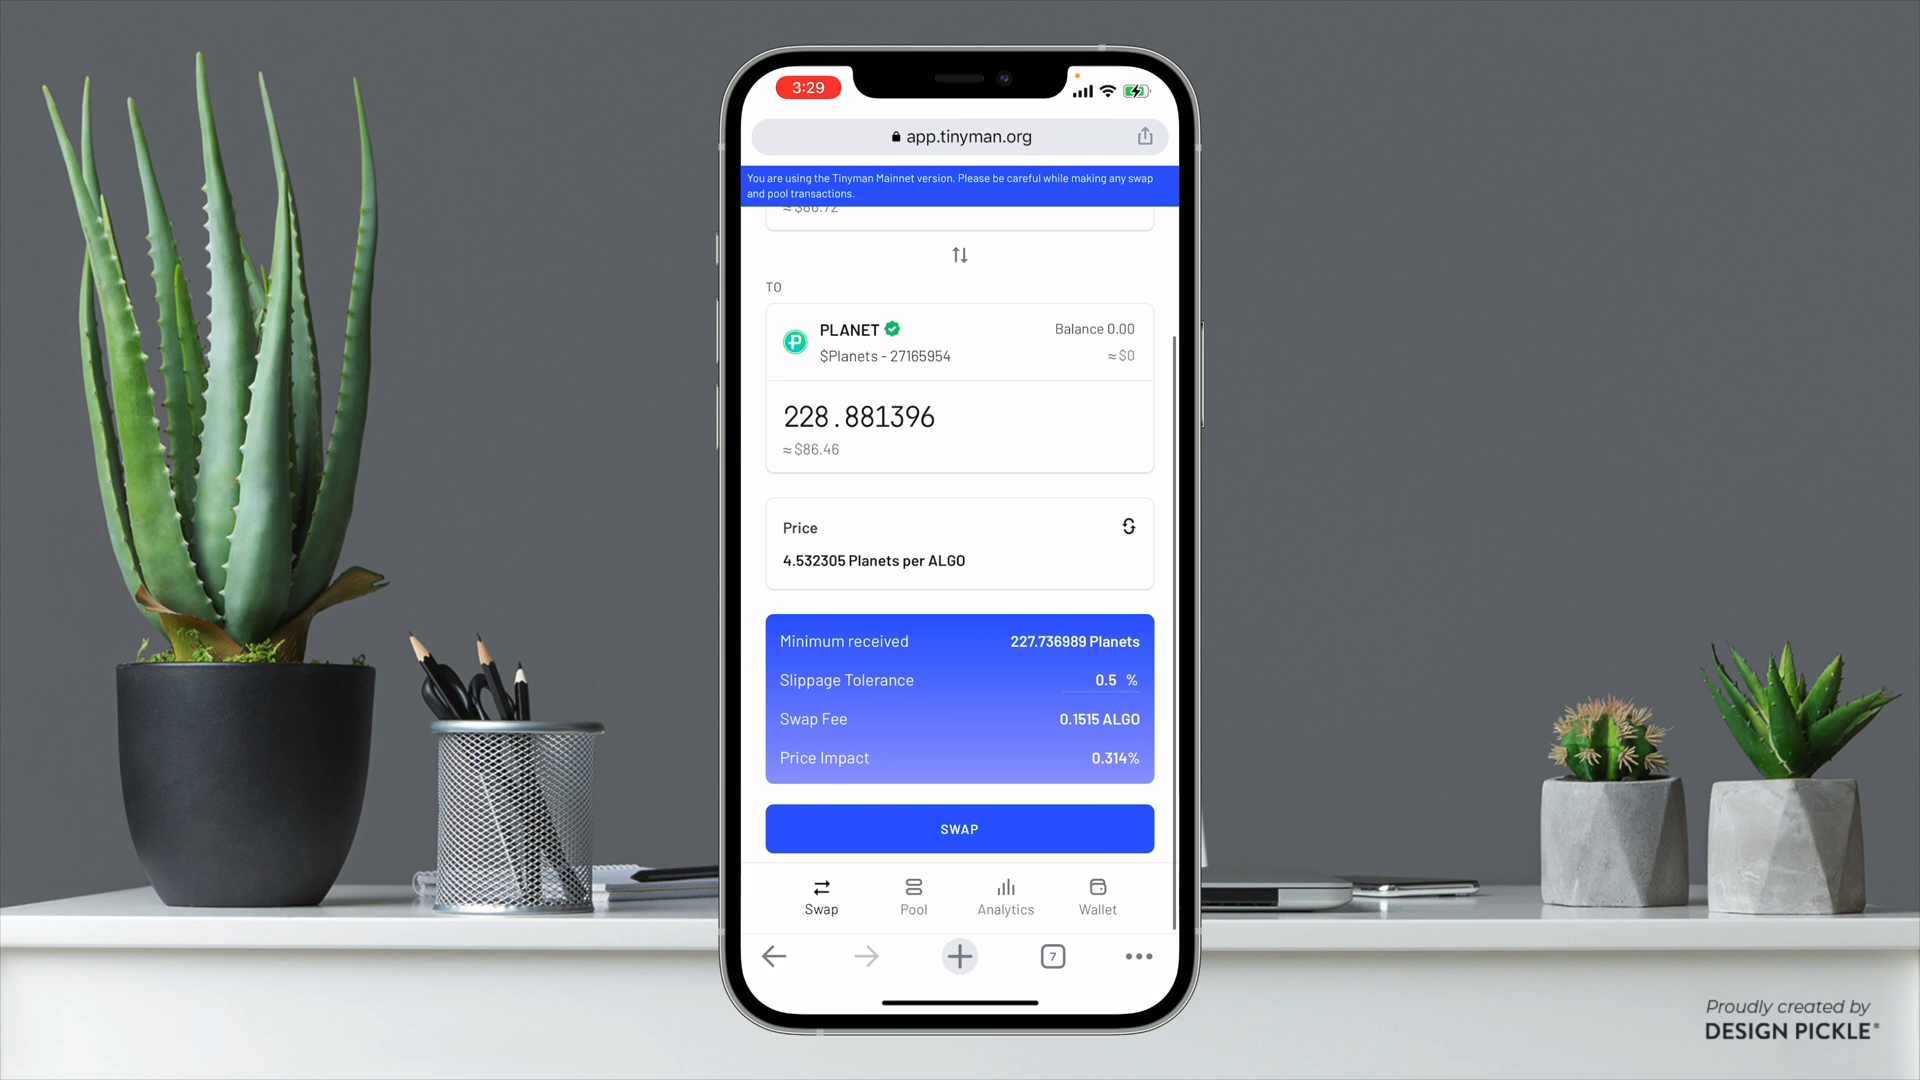 3:29
app.tinyman.org
You are using the Tinyman Mainnet version. Please be careful while making any swap
and pool transactions.
≈ $86.72
TO
PLANET
Balance 0.00
$Planets - 27165954
≈ $0
228.881396
≈ $86.46
Price
4.532305 Planets per ALGO
Minimum received 227.736989 Planets
Slippage Tolerance 0.5 %
Swap Fee 0.1515 ALGO
Price Impact 0.314%
SWAP
Swap Pool Analytics Wallet
7
Proudly created by
DESIGN PICKLE®